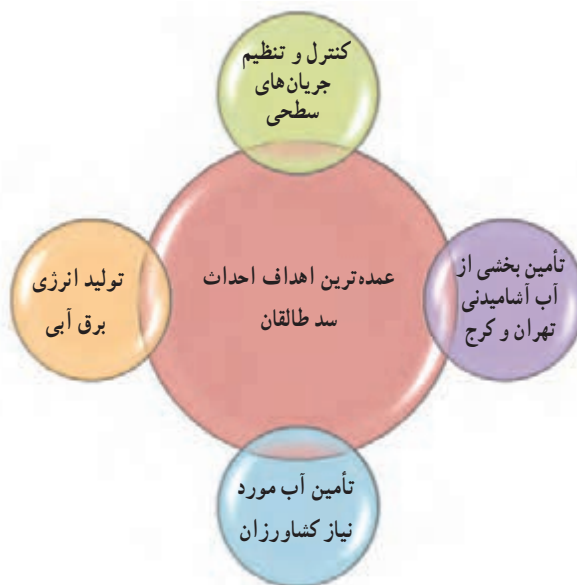 کنترل و تنظیم
جریان‌های
سطحی
عمده‌ترین اهداف احداث
سد طالقان
تأمین بخشی از
آب آشامیدنی
تهران و کرج
تولید انرژی
برق آبی
تأمین آب مورد
نیاز کشاورزان